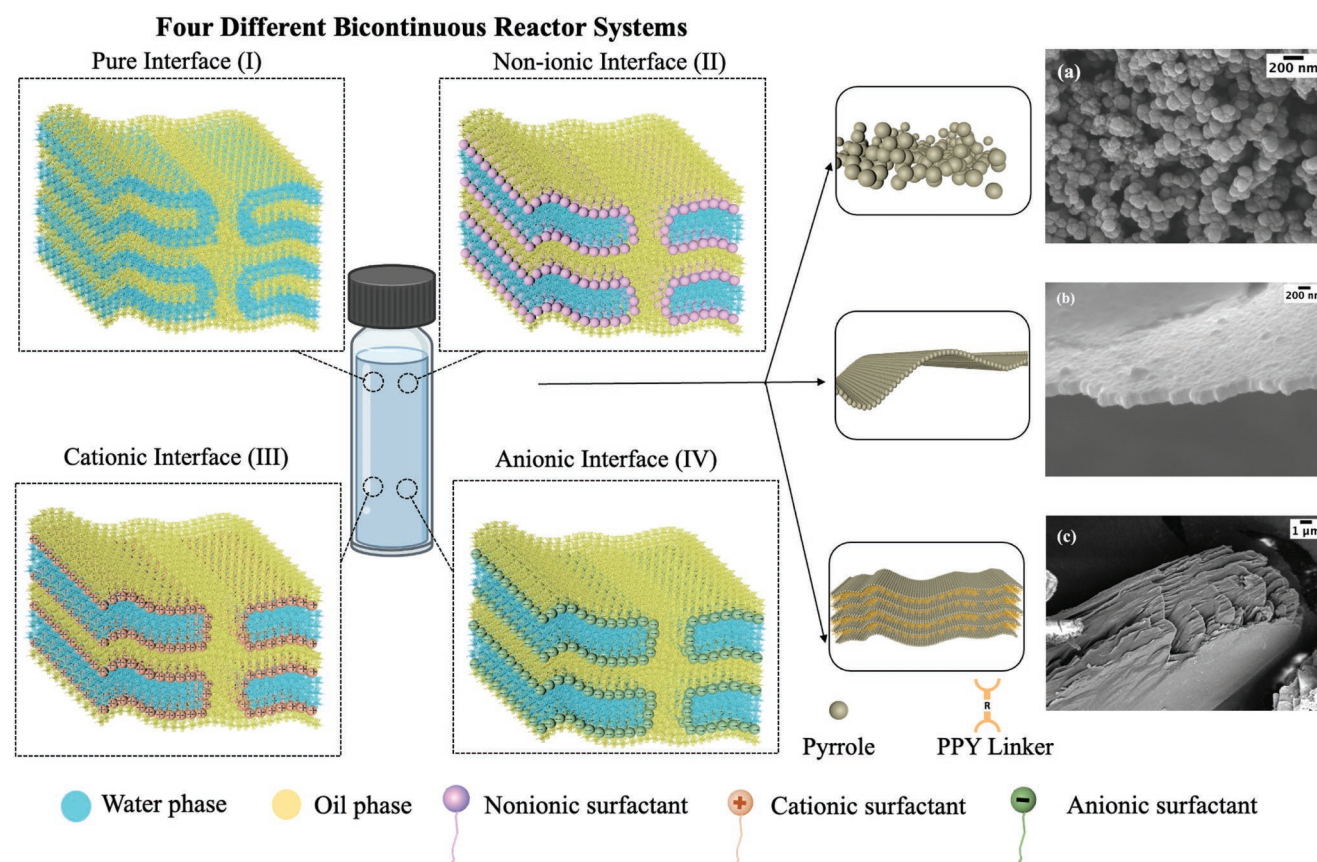 Four Different Bicontinuous Reactor Systems
Pure Interface (I)
Non-ionic Interface (II)
Cationic Interface (III)
Anionic Interface (IV)
(a)
200 nm
(b)
200 nm
(c)
1 μm
R
Pyrrole
PPY Linker
Water phase
Oil phase
Nonionic surfactant
+
Cationic surfactant
-
Anionic surfactant